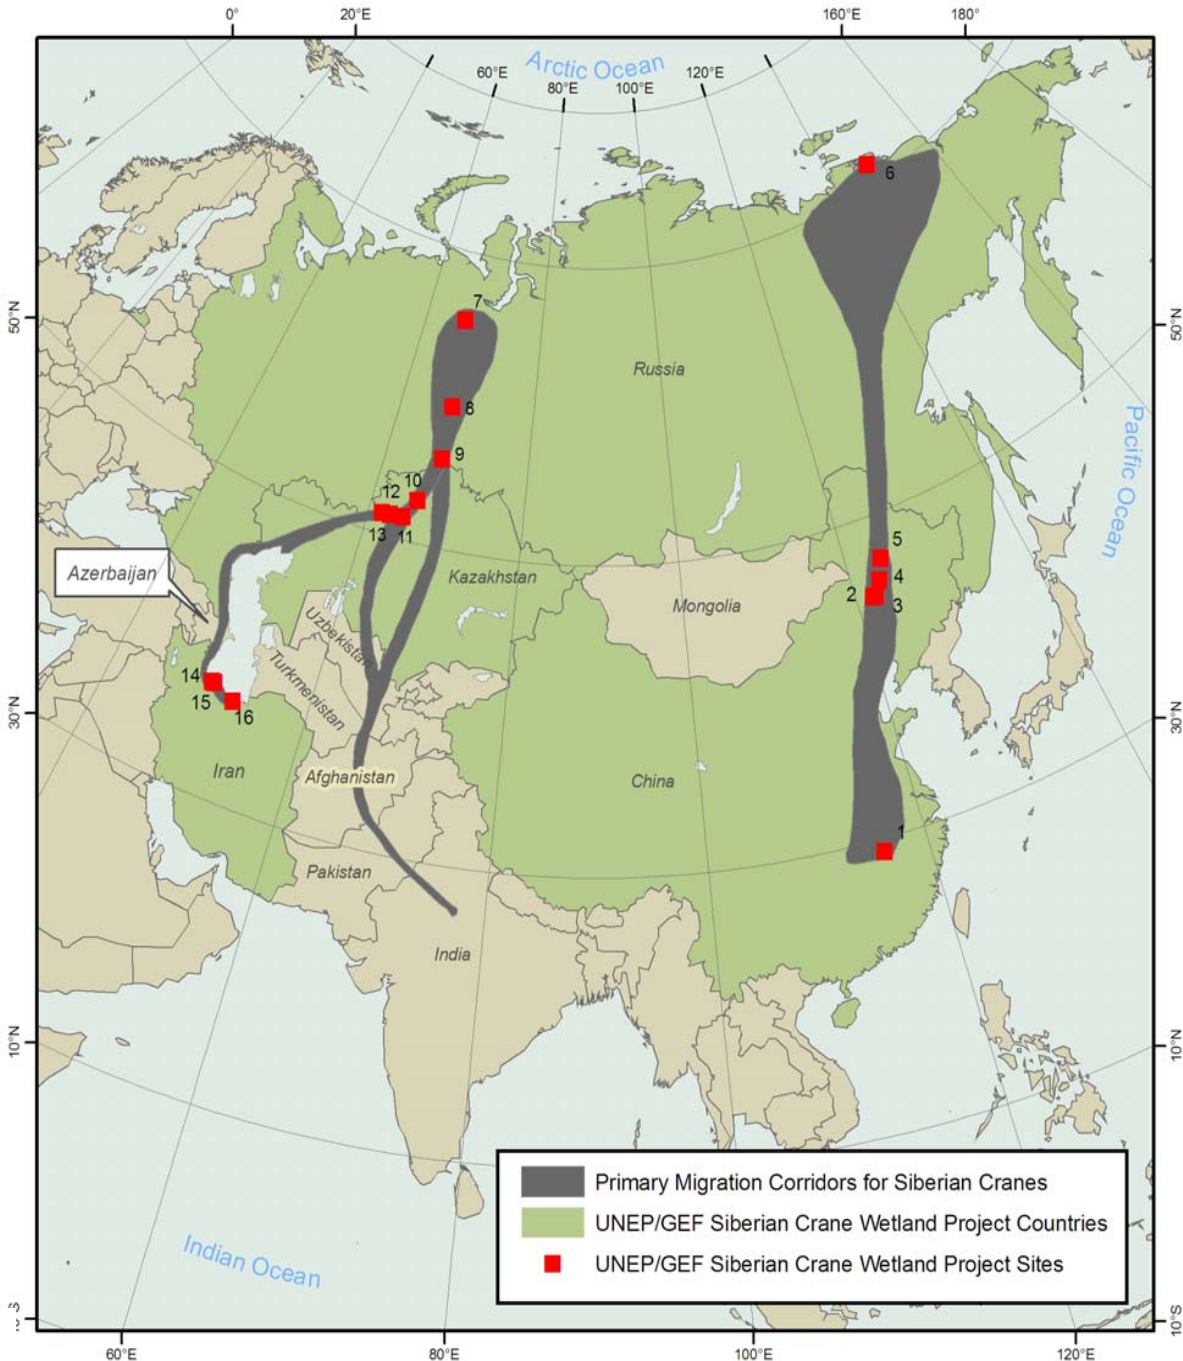 0°
20°E
160°E
180°
Arctic Ocean
60°E
80°E
100°E
120°E
6
7
50°N
50°N
Russia
8
9
Pacific Ocean
10
12
13
11
5
4
2
3
Azerbaijan
Kazakhstan
Mongolia
Uzbekistan
Turkmenistan
14
15
16
30°N
30°N
Iran
Afghanistan
China
1
Pakistan
India
10°N
10°N
Primary Migration Corridors for Siberian Cranes
UNEP/GEF Siberian Crane Wetland Project Countries
UNEP/GEF Siberian Crane Wetland Project Sites
Indian Ocean
10°S
60°E
80°E
100°E
120°E